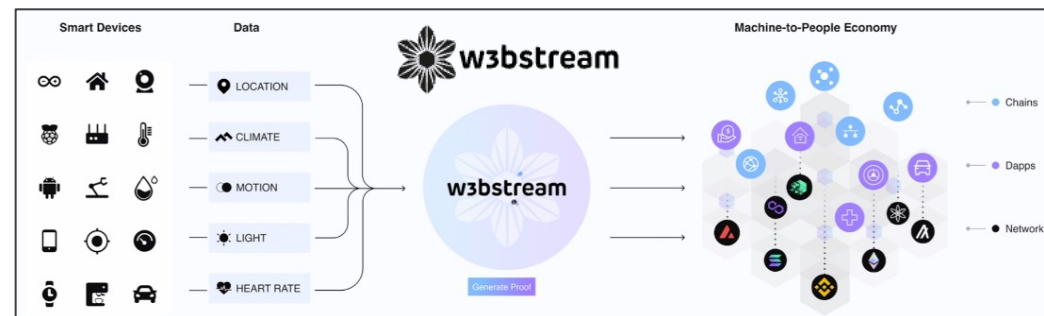 Smart Devices
Data
Machine-to-People Economy
w3bstream
LOCATION
CLIMATE
MOTION
LIGHT
HEART RATE
w3bstream
Generate Proof
Chains
Dapps
Network